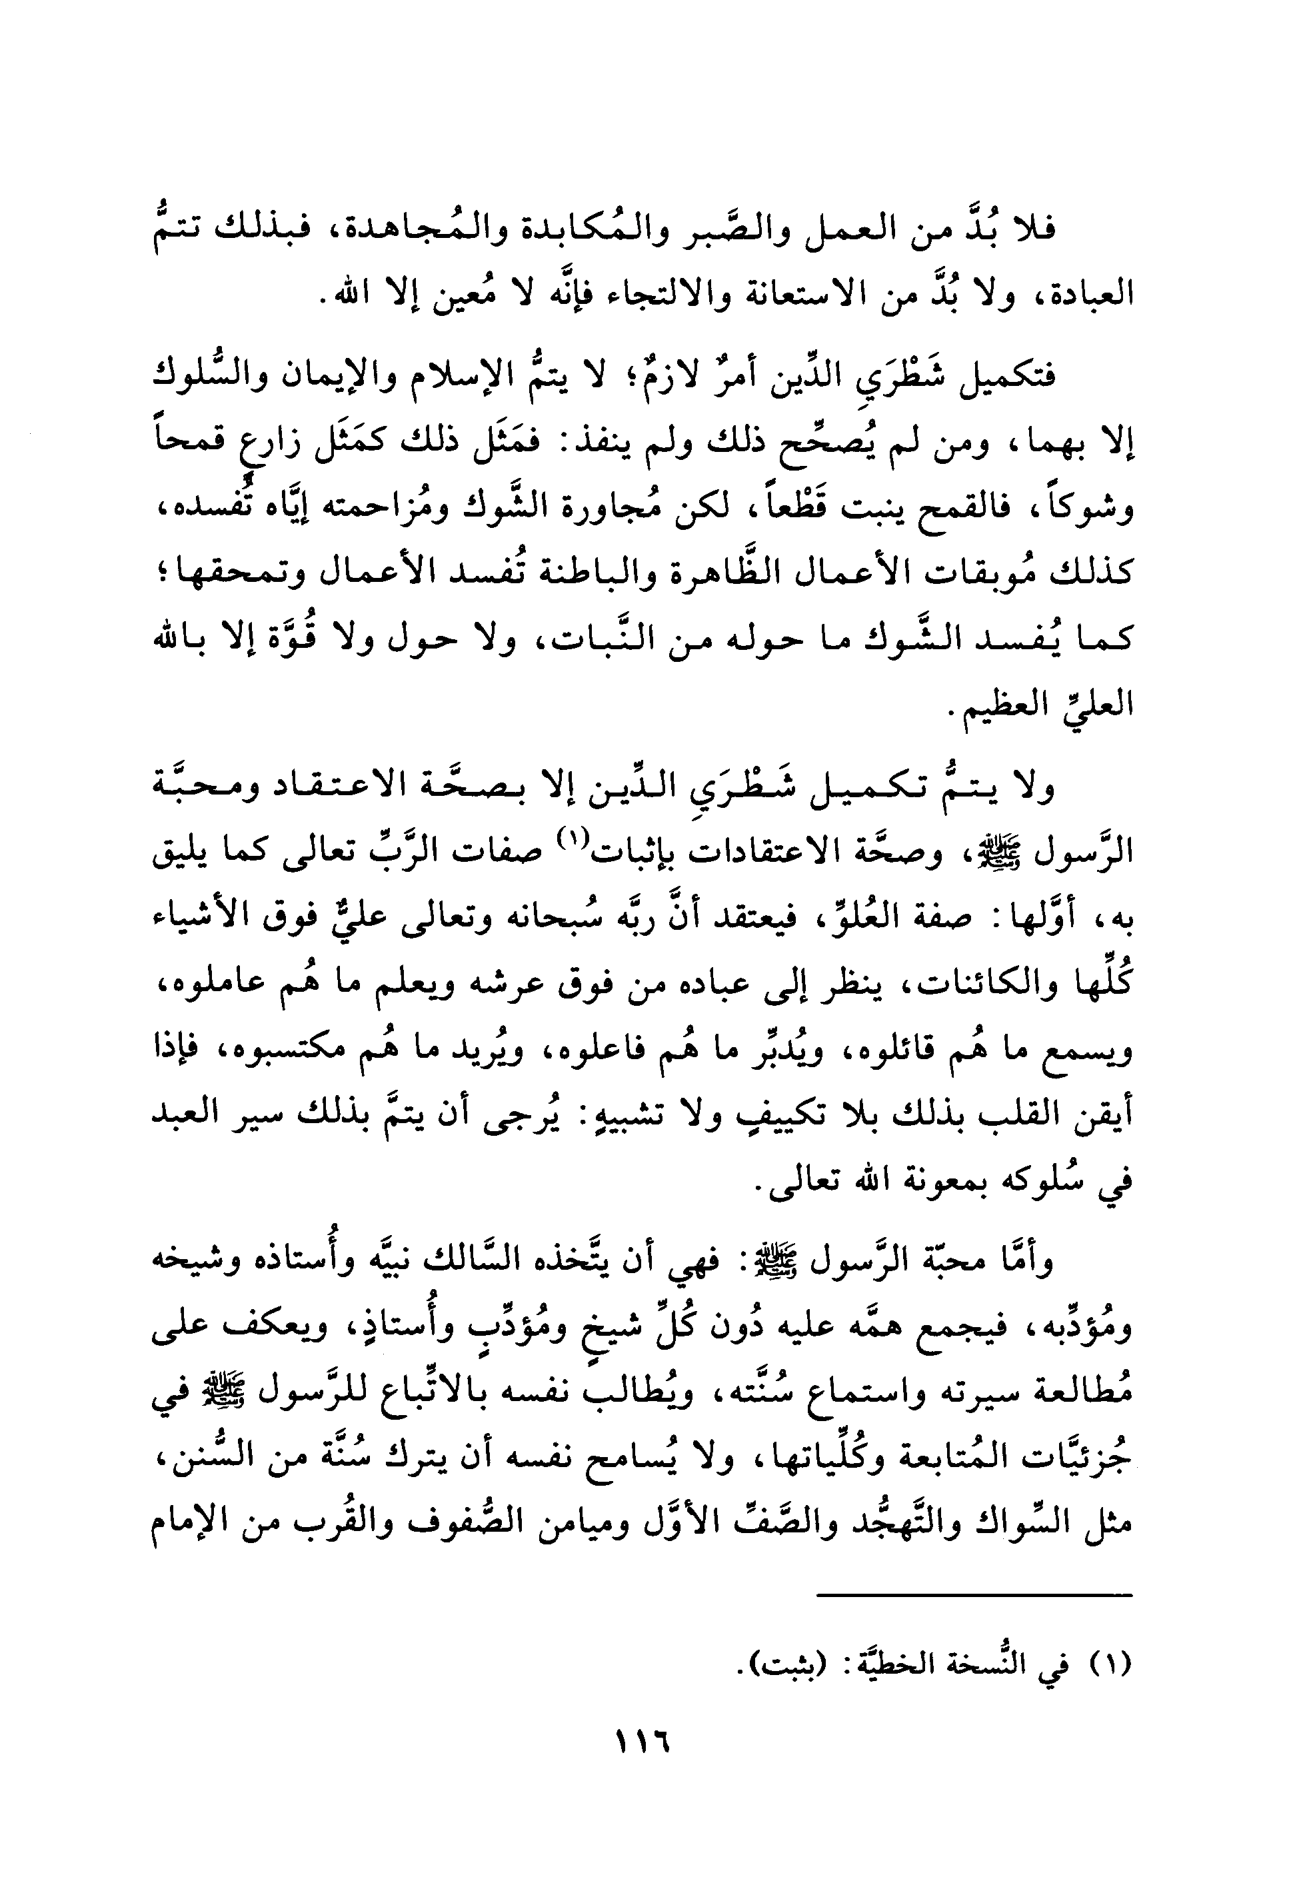 فلا بُدَّ من العمل والصَّبر والمُكابدة والمُجاهدة، فبذلك تتمُّ
العبادة، ولا بُدَّ من الاستعانة والالتجاء فإنَّه لا مُعين إلا الله.
فتكميل شَطْرَيِ الدِّين أمرٌ لازمٌ؛ لا يتمُّ الإسلام والإيمان والسُّلوك
إلا بهما، ومن لم يُصحِّح ذلك ولم ينفذ: فمَثَل ذلك كمَثَل زارعٍ قمحاً
وشوكاً، فالقمح ينبت قَطْعاً، لكن مُجاورة الشَّوك ومُزاحمته إيَّاه تُفسده،
كذلك مُوبقات الأعمال الظَّاهرة والباطنة تُفسد الأعمال وتمحقها؛
كما يُفسد الشَّوك ما حوله من النَّبات، ولا حول ولا قُوَّة إلا بالله
العليِّ العظيم.
ولا يتمُّ تكميل شَطْرَيِ الدِّين إلا بصحَّة الاعتقاد ومحبَّة
الرَّسول ﷺ، وصحَّة الاعتقادات بإثبات(١) صفات الرَّبِّ تعالى كما يليق
به، أوَّلها: صفة العُلوِّ، فيعتقد أنَّ ربَّه سُبحانه وتعالى عليٌّ فوق الأشياء
كُلِّها والكائنات، ينظر إلى عباده من فوق عرشه ويعلم ما هُم عاملوه،
ويسمع ما هُم قائلوه، ويُدبِّر ما هُم فاعلوه، ويُريد ما هُم مكتسبوه، فإذا
أيقن القلب بذلك بلا تكييفٍ ولا تشبيهٍ: يُرجى أن يتمَّ بذلك سير العبد
في سُلوكه بمعونة الله تعالى.
وأمَّا محبّة الرَّسول ﷺ: فهي أن يتَّخذه السَّالك نبيَّه وأُستاذه وشيخه
ومُؤدِّبه، فيجمع همَّه عليه دُون كُلِّ شيخٍ ومُؤدِّبٍ وأُستاذٍ، ويعكف على
مُطالعة سيرته واستماع سُنَّته، ويُطالب نفسه بالاتِّباع للرَّسول ﷺ في
جُزئيَّات المُتابعة وكُلِّياتها، ولا يُسامح نفسه أن يترك سُنَّة من السُّنن،
مثل السِّواك والتَّهجُّد والصَّفِّ الأوَّل وميامن الصُّفوف والقُرب من الإمام
(١) في النُّسخة الخطيَّة: (بثبت).
١١٦